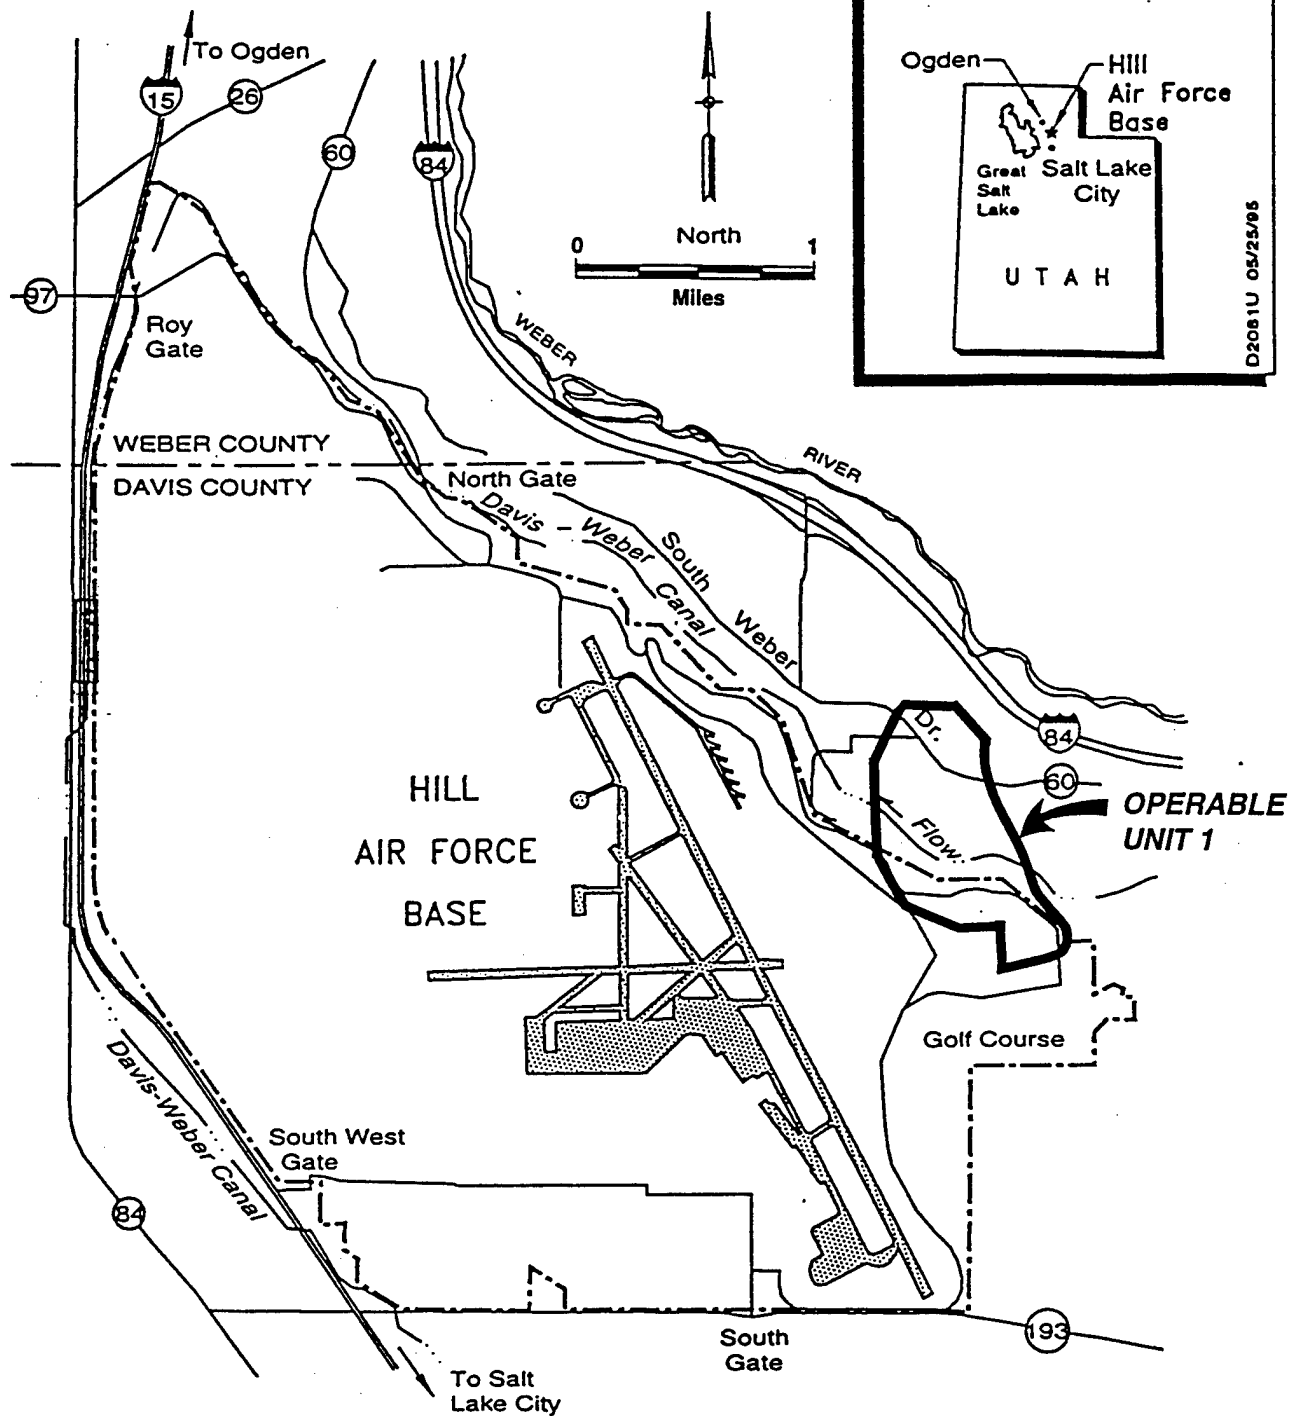 To Ogden
15
26
60
84
97
Roy
Gate
North
0 1
Miles
Ogden
Hill
Air Force
Base
Great
Salt
Lake
Salt Lake
City
UTAH
D2081U 05/25/95
WEBER
RIVER
WEBER COUNTY
DAVIS COUNTY
North Gate
Davis - Weber Canal
South Weber Dr.
84
60
OPERABLE
UNIT 1
Flow
HILL
AIR FORCE
BASE
Golf Course
Davis-Weber Canal
South West
Gate
84
South
Gate
193
To Salt
Lake City